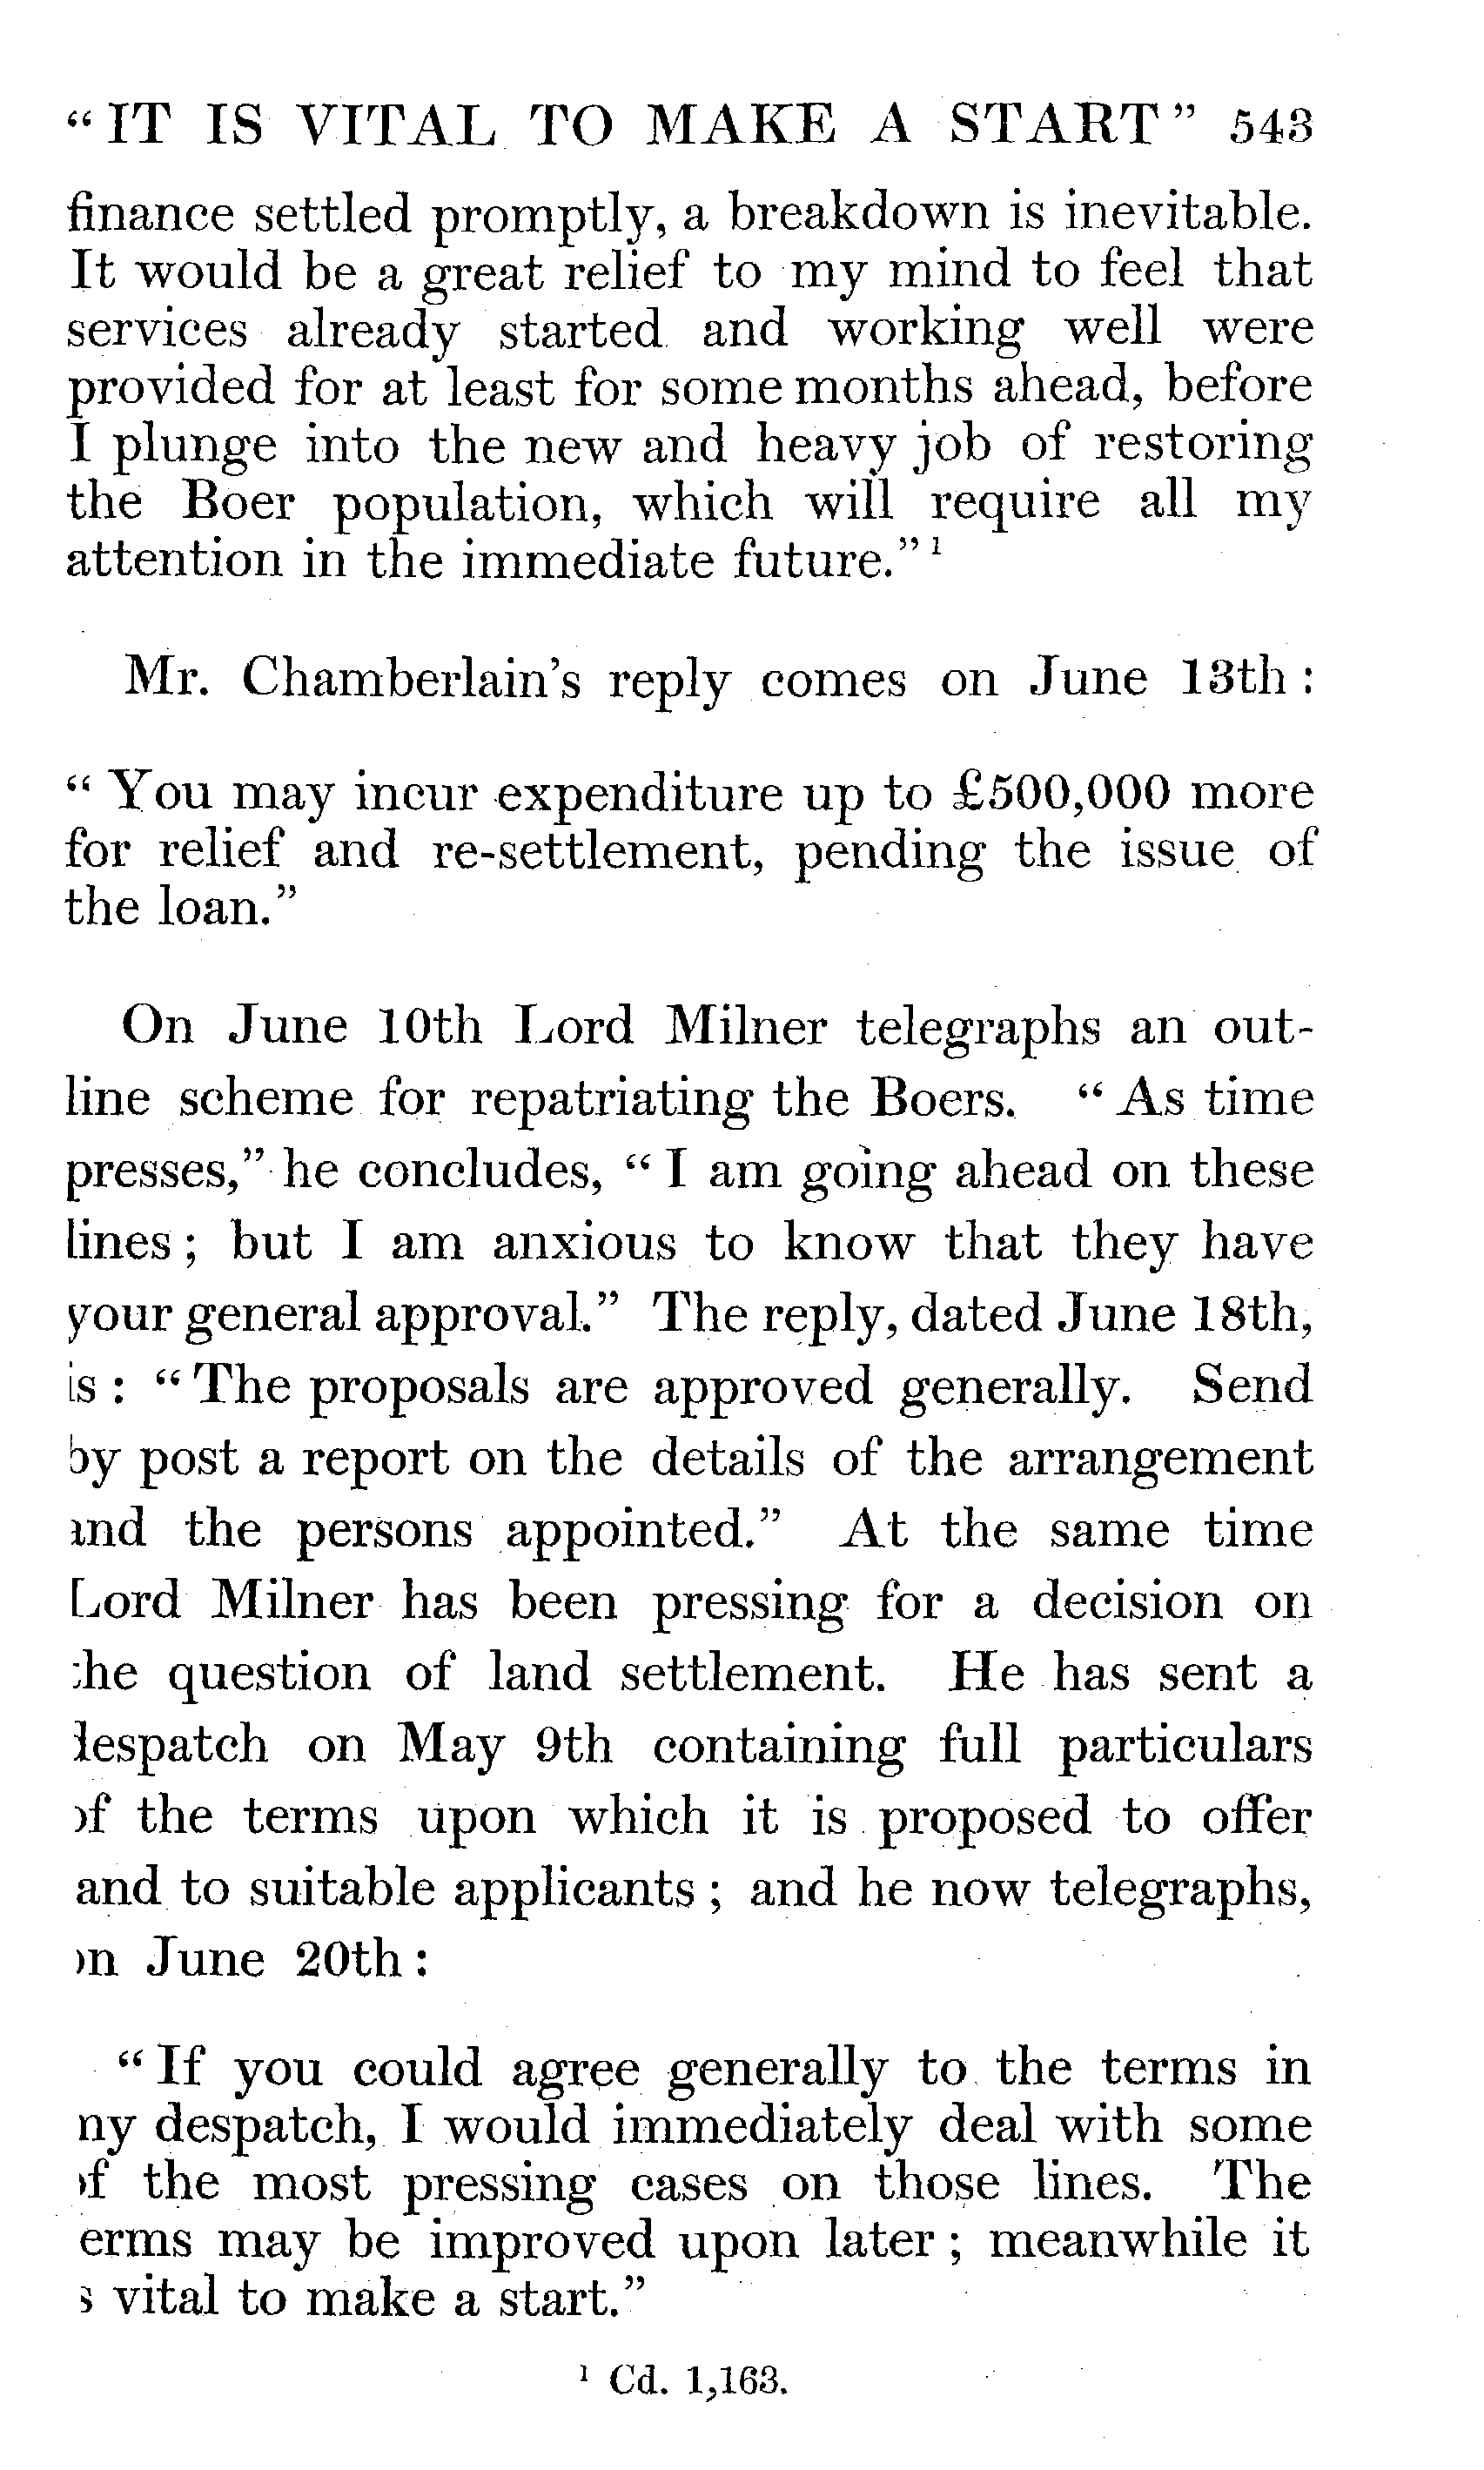 "IT IS VITAL TO MAKE A START" 543
finance settled promptly, a breakdown is inevitable.
It would be a great relief to my mind to feel that
services already started and working well were
provided for at least for some months ahead, before
I plunge into the new and heavy job of restoring
the Boer population, which will require all my
attention in the immediate future." ¹
Mr. Chamberlain's reply comes on June 13th :
" You may incur expenditure up to £500,000 more
for relief and re-settlement, pending the issue of
the loan."
On June 10th Lord Milner telegraphs an out-
line scheme for repatriating the Boers. " As time
presses," he concludes, " I am going ahead on these
lines ; but I am anxious to know that they have
your general approval." The reply, dated June 18th,
is : " The proposals are approved generally. Send
by post a report on the details of the arrangement
and the persons appointed." At the same time
Lord Milner has been pressing for a decision on
the question of land settlement. He has sent a
despatch on May 9th containing full particulars
of the terms upon which it is proposed to offer
and to suitable applicants ; and he now telegraphs,
on June 20th :
" If you could agree generally to the terms in
my despatch, I would immediately deal with some
of the most pressing cases on those lines. The
erms may be improved upon later ; meanwhile it
s vital to make a start."
¹ Cd. 1,163.